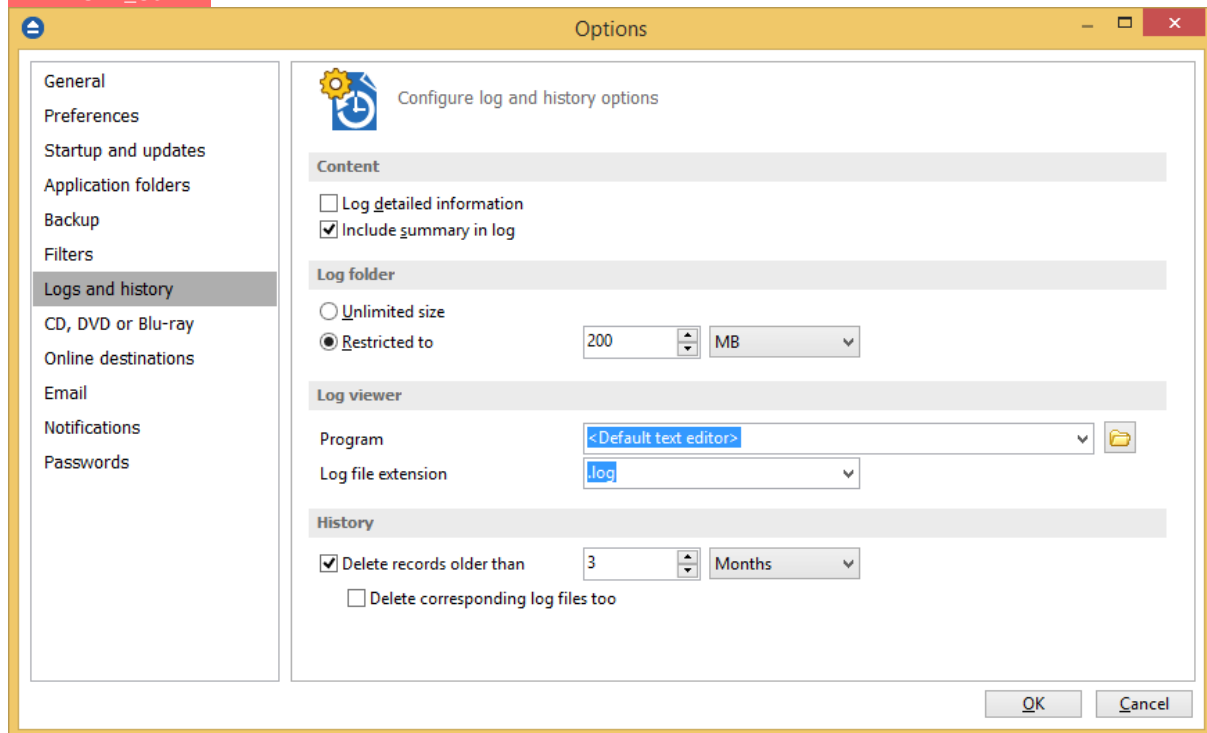 Options
General
Preferences
Startup and updates
Application folders
Backup
Filters
Logs and history
CD, DVD or Blu-ray
Online destinations
Email
Notifications
Passwords
Configure log and history options
Content
Log detailed information
Include summary in log
Log folder
Unlimited size
Restricted to 200 MB
Log viewer
Program <Default text editor>
Log file extension .log
History
Delete records older than 3 Months
Delete corresponding log files too
OK Cancel